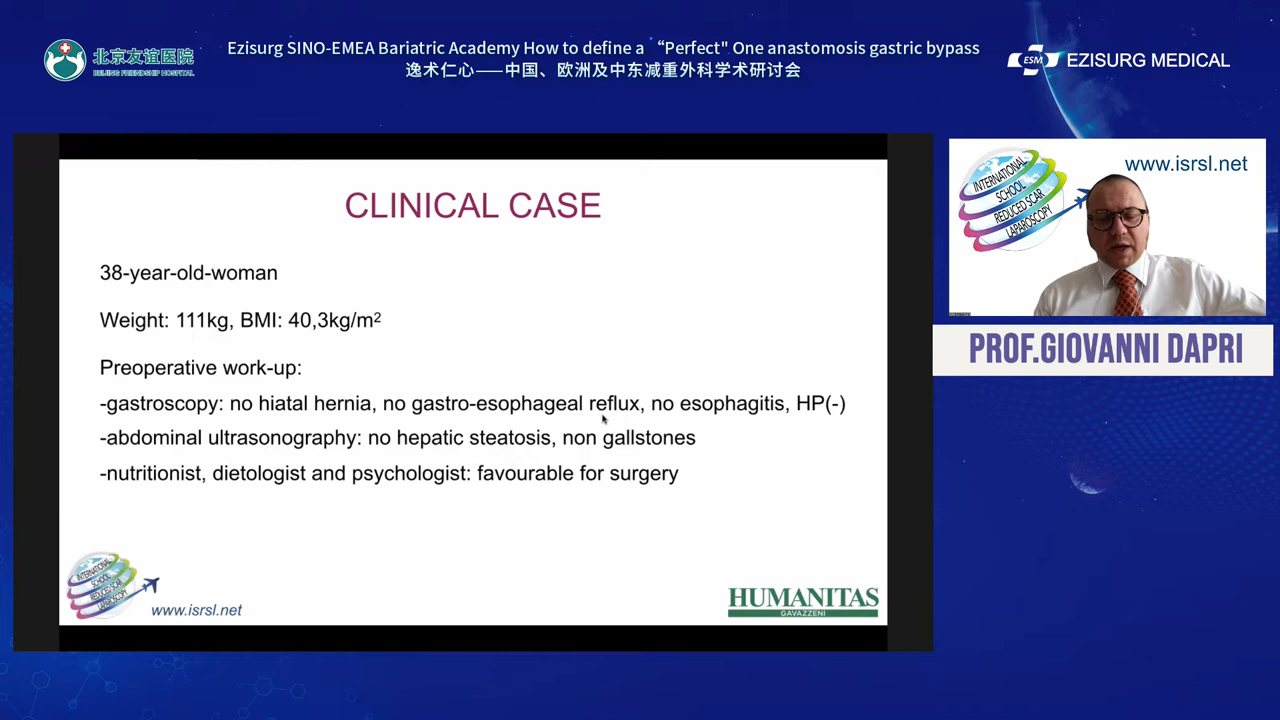 北京友谊医院
BEIJING FRIENDSHIP HOSPITAL
Ezisurg SINO-EMEA Bariatric Academy How to define a “Perfect" One anastomosis gastric bypass
逸术仁心——中国、欧洲及中东减重外科学术研讨会
ESM
EZISURG MEDICAL
CLINICAL CASE
38-year-old-woman
Weight: 111kg, BMI: 40,3kg/m²
Preoperative work-up:
-gastroscopy: no hiatal hernia, no gastro-esophageal reflux, no esophagitis, HP(-)
-abdominal ultrasonography: no hepatic steatosis, non gallstones
-nutritionist, dietologist and psychologist: favourable for surgery
INTERNATIONAL
SCHOOL
REDUCED SCAR
LAPAROSCOPY
www.isrsl.net
HUMANITAS
GAVAZZENI
www.isrsl.net
INTERNATIONAL
SCHOOL
REDUCED SCAR
LAPAROSCOPY
PROF.GIOVANNI DAPRI